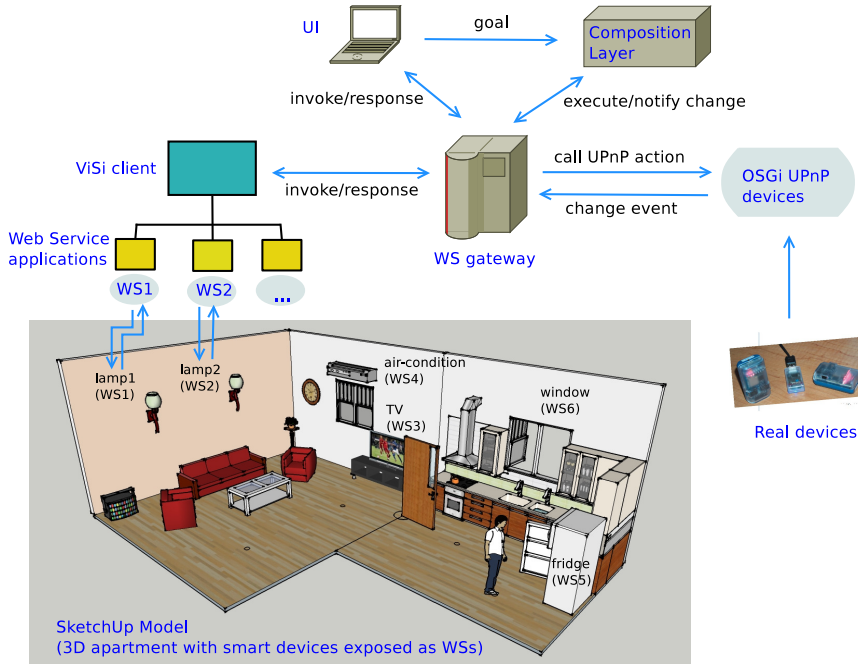 UI
goal
Composition
Layer
invoke/response
execute/notify change
ViSi client
invoke/response
call UPnP action
change event
OSGi UPnP
devices
WS gateway
Web Service
applications
WS1
WS2
...
lamp1
(WS1)
lamp2
(WS2)
air-condition
(WS4)
TV
(WS3)
window
(WS6)
fridge
(WS5)
Real devices
SketchUp Model
(3D apartment with smart devices exposed as WSs)